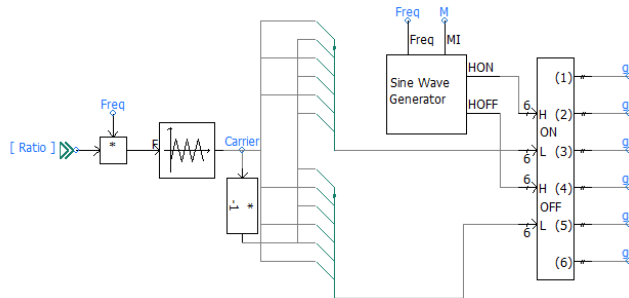 Freq
M
Freq
MI
Sine Wave
Generator
HON
HOFF
(1)
g
6
H (2)
g
ON
Freq
[ Ratio ]
*
F
Carrier
6
L (3)
g
6
H (4)
g
OFF
*
-1
6
L (5)
g
(6)
g